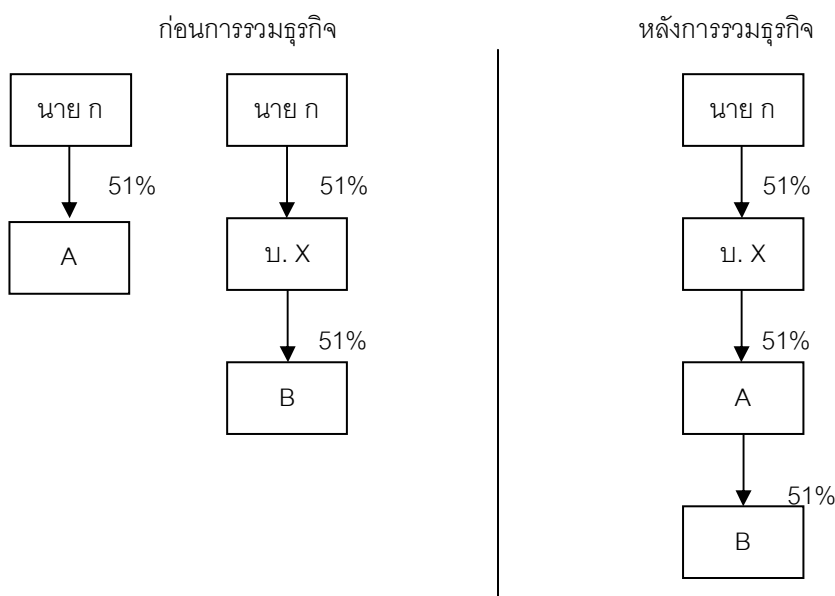 ก่อนการรวมธุรกิจ
หลังการรวมธุรกิจ
นาย ก
นาย ก
นาย ก
51%
51%
51%
A
บ. X
บ. X
51%
51%
B
A
51%
B